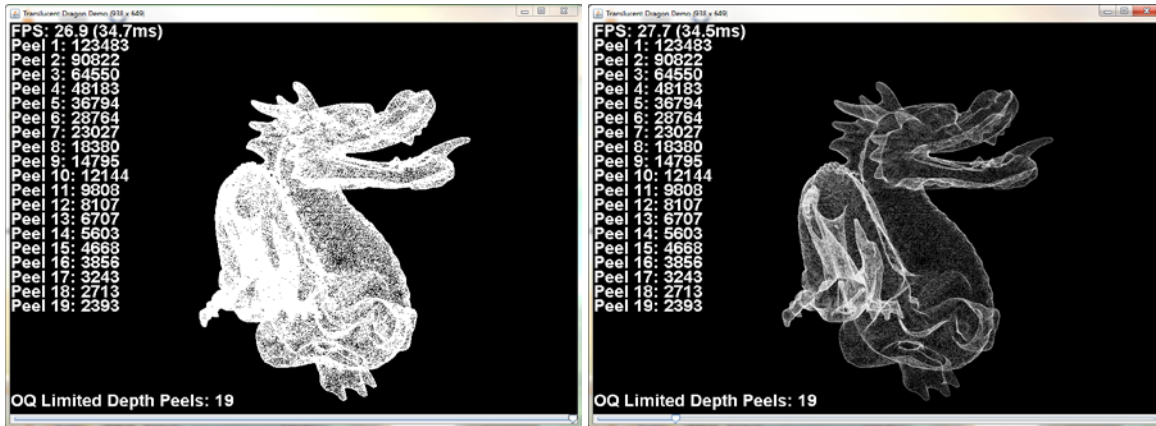 Translucent Dragon Demo (938 x 649)
FPS: 26.9 (34.7ms)
Peel 1: 123483
Peel 2: 90822
Peel 3: 64550
Peel 4: 48183
Peel 5: 36794
Peel 6: 28764
Peel 7: 23027
Peel 8: 18380
Peel 9: 14795
Peel 10: 12144
Peel 11: 9808
Peel 12: 8107
Peel 13: 6707
Peel 14: 5603
Peel 15: 4668
Peel 16: 3856
Peel 17: 3243
Peel 18: 2713
Peel 19: 2393
OQ Limited Depth Peels: 19
Translucent Dragon Demo (938 x 649)
FPS: 27.7 (34.5ms)
Peel 1: 123483
Peel 2: 90822
Peel 3: 64550
Peel 4: 48183
Peel 5: 36794
Peel 6: 28764
Peel 7: 23027
Peel 8: 18380
Peel 9: 14795
Peel 10: 12144
Peel 11: 9808
Peel 12: 8107
Peel 13: 6707
Peel 14: 5603
Peel 15: 4668
Peel 16: 3856
Peel 17: 3243
Peel 18: 2713
Peel 19: 2393
OQ Limited Depth Peels: 19